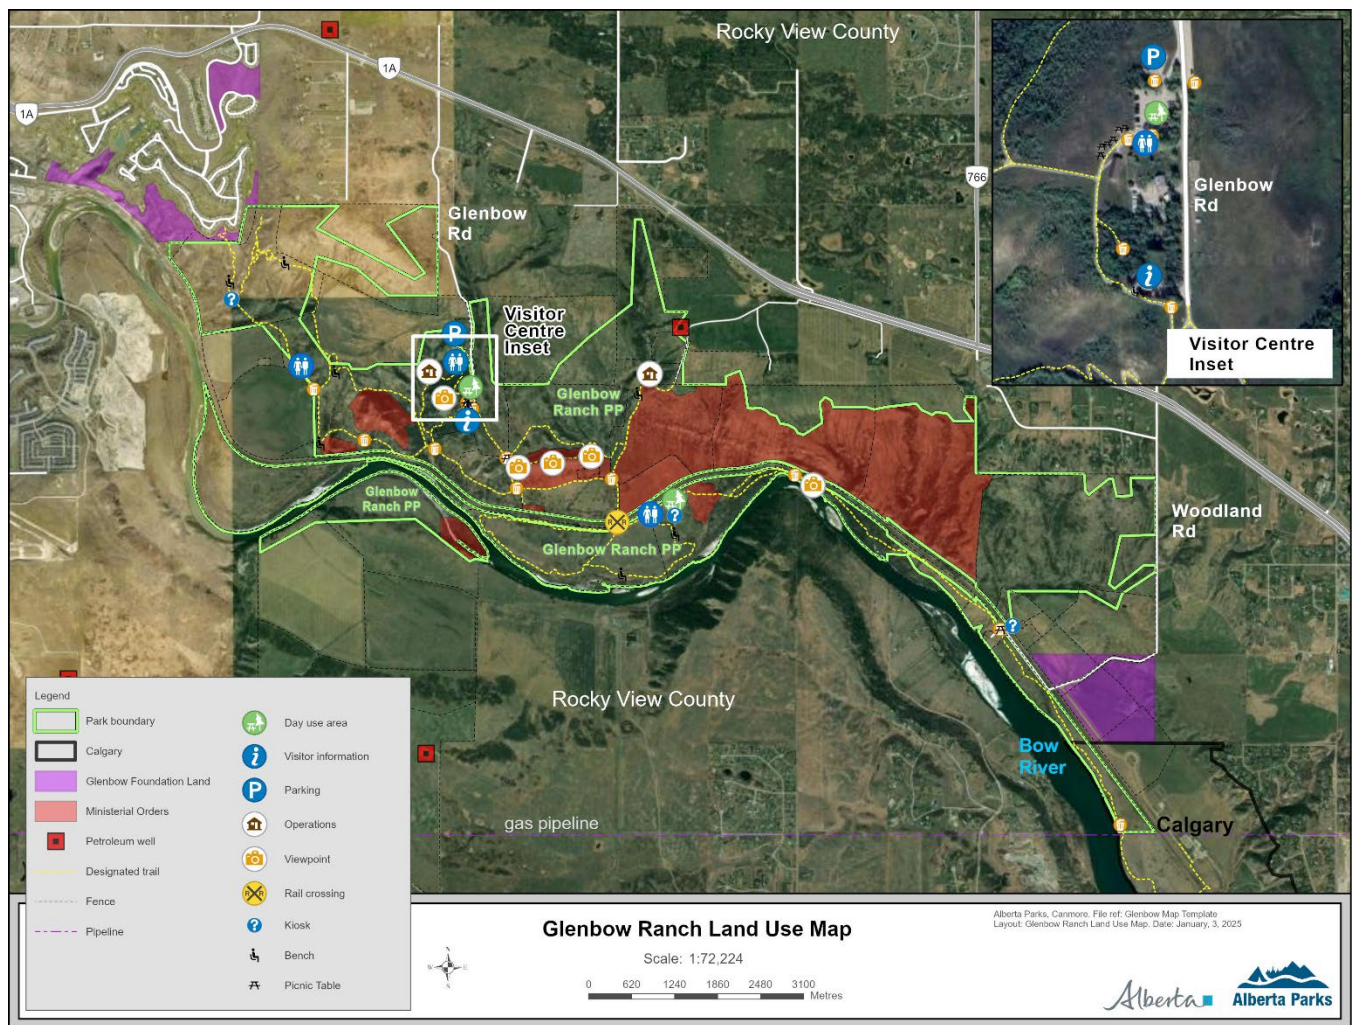 Rocky View County
1A
1A
766
P
Glenbow
Rd
Visitor Centre
Inset
Glenbow
Rd
Visitor
Centre
Inset
P
i
?
Glenbow
Ranch PP
Glenbow
Ranch PP
Glenbow Ranch PP
R R
?
?
Woodland
Rd
Rocky View County
Bow
River
gas pipeline
Calgary
Legend
Park boundary
Calgary
Glenbow Foundation Land
Ministerial Orders
Petroleum well
Designated trail
Fence
Pipeline
Day use area
i Visitor information
P Parking
Operations
Viewpoint
R R Rail crossing
? Kiosk
Bench
Picnic Table
N
W E
S
Glenbow Ranch Land Use Map
Scale: 1:72,224
0 620 1240 1860 2480 3100
Metres
Alberta Parks, Canmore. File ref: Glenbow Map Template
Layout: Glenbow Ranch Land Use Map. Date: January, 3, 2025
Alberta
Alberta Parks